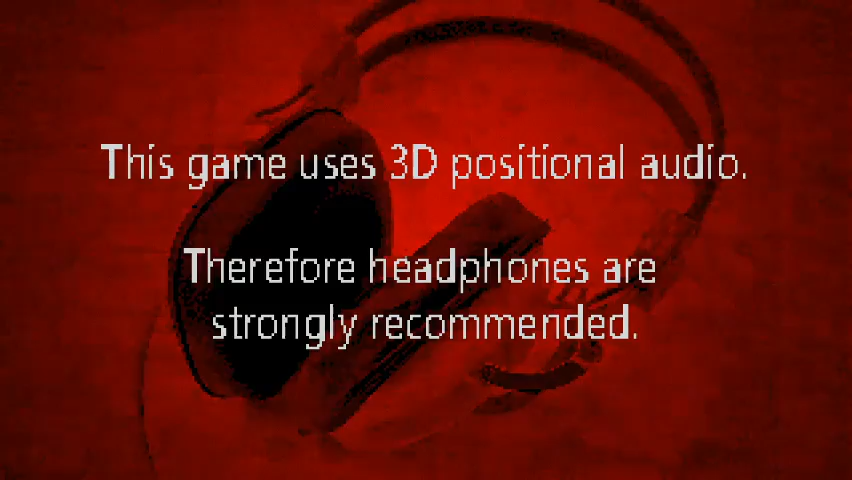 This game uses 3D positional audio.
Therefore headphones are
strongly recommended.